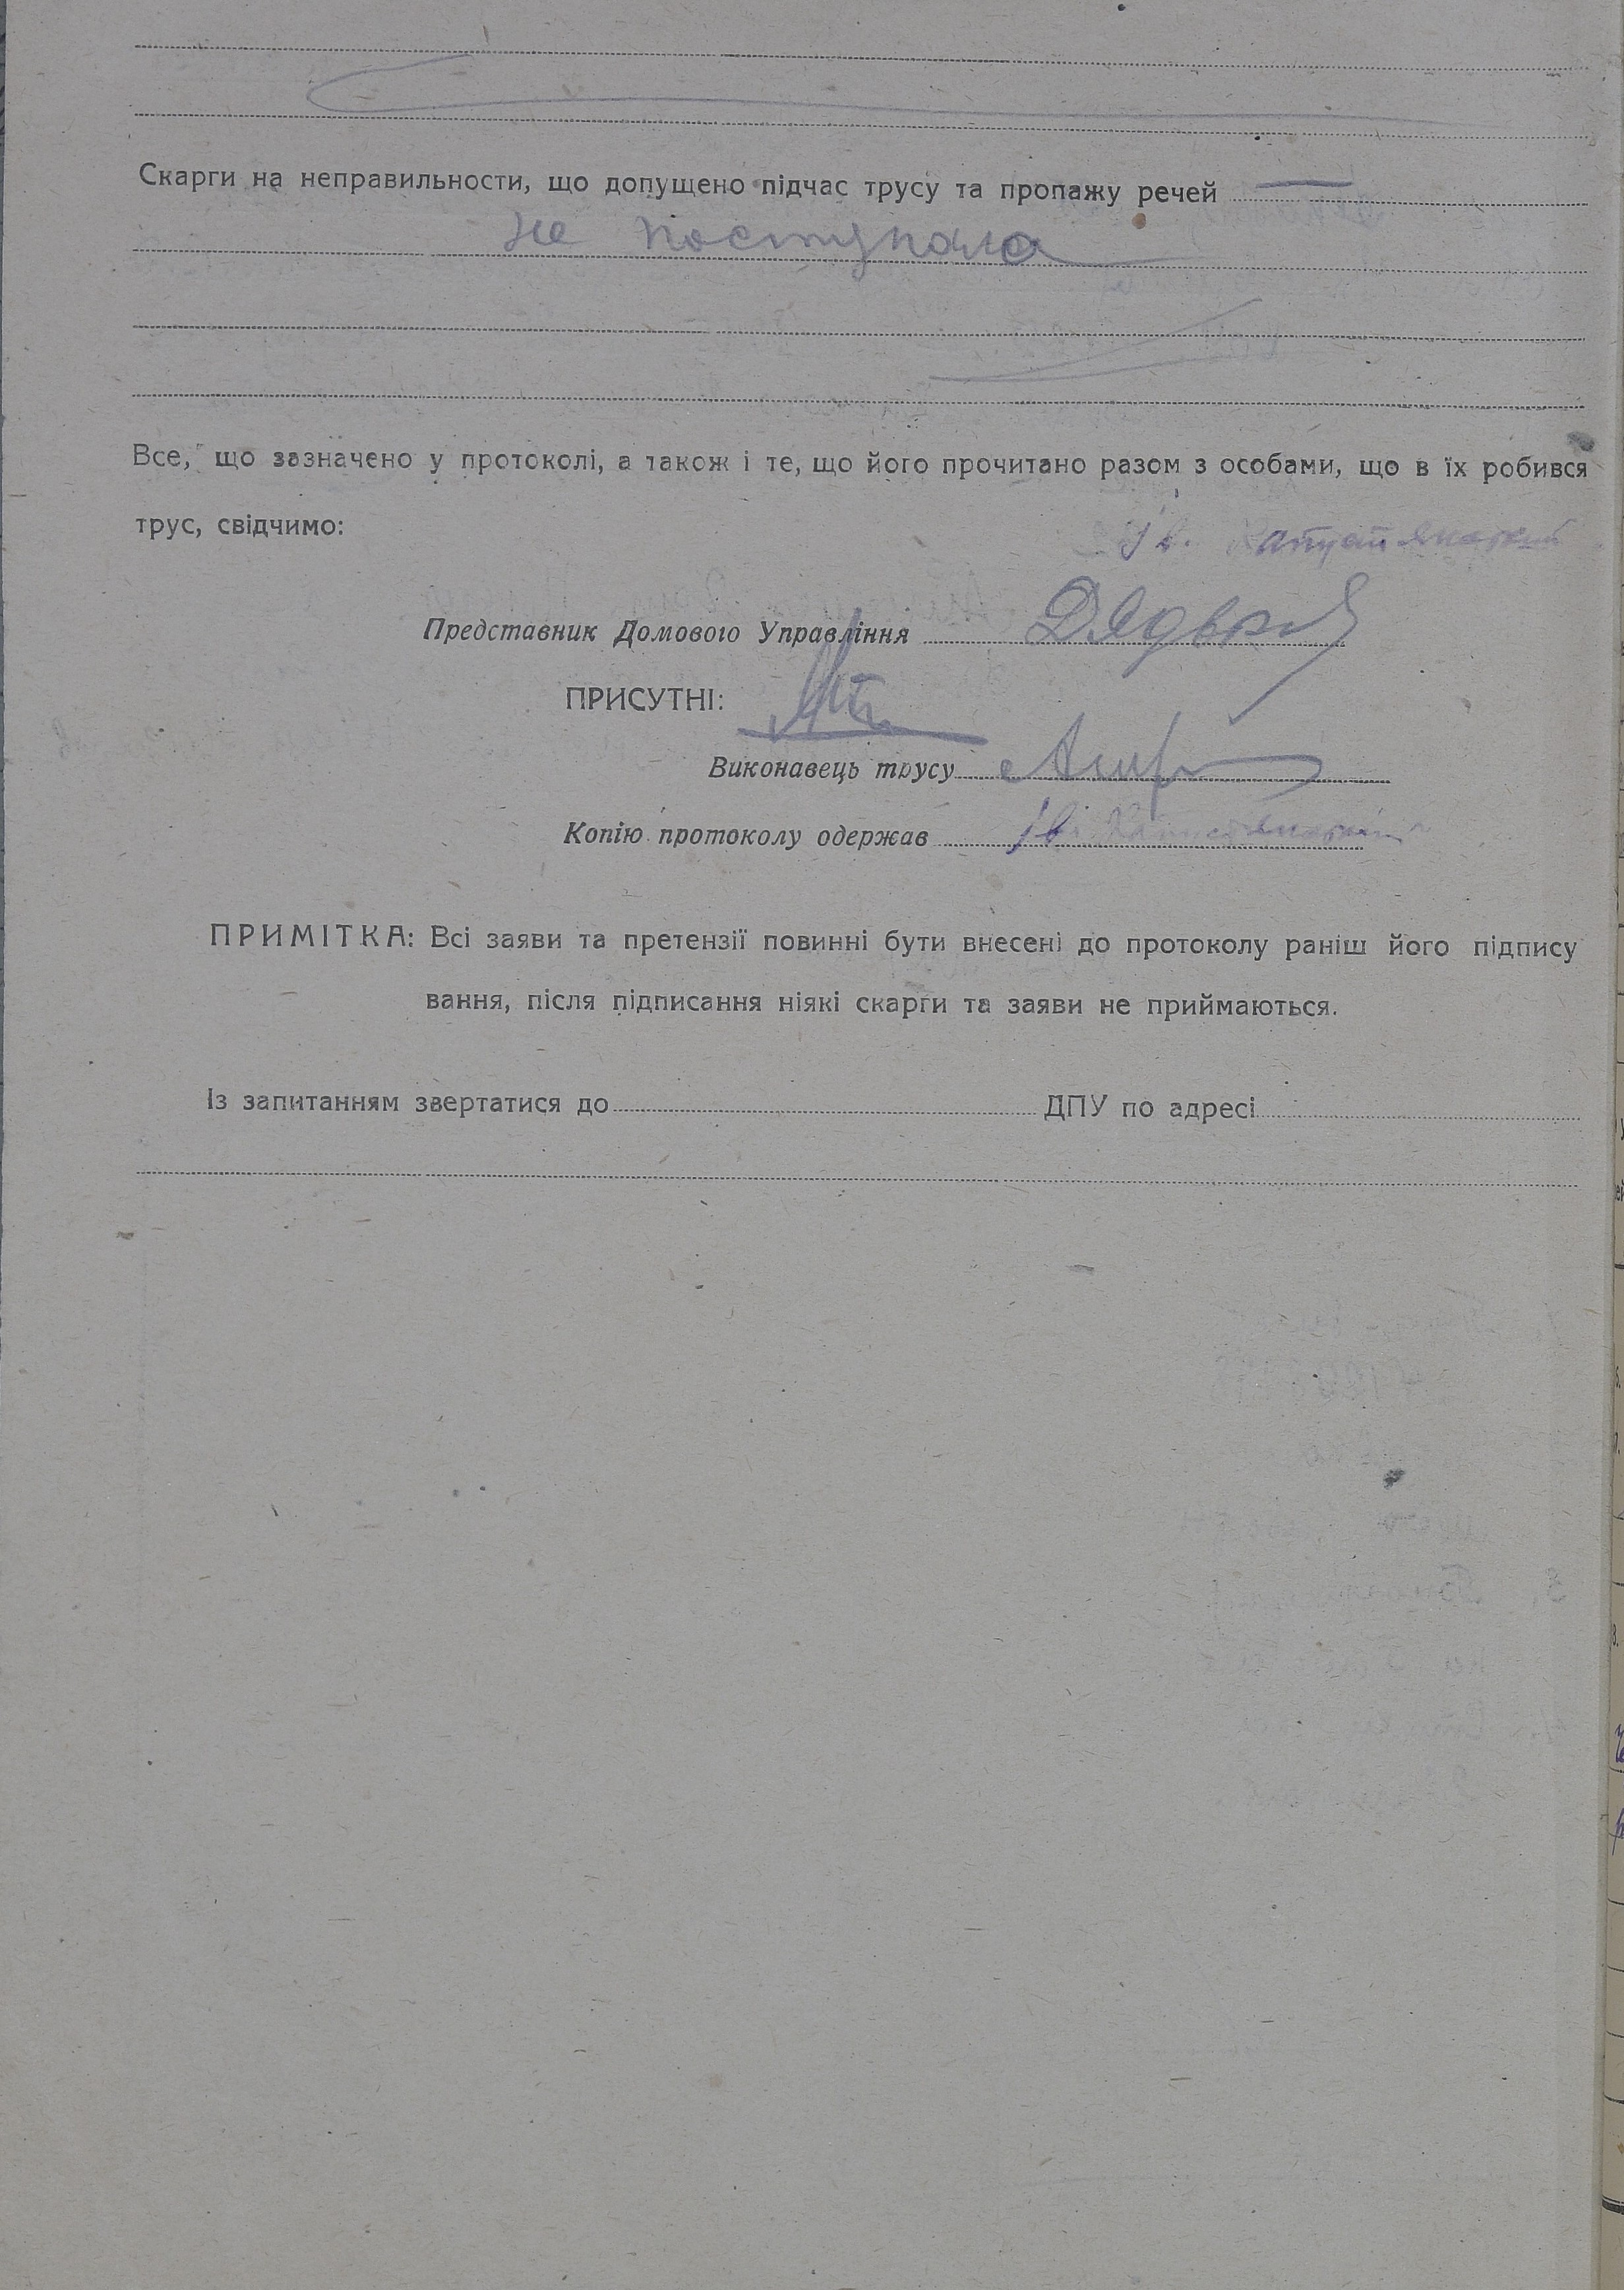 Скарги на неправильности, що допущено підчас трусу та пропажу речей —
не поступало
Все, що зазначено у протоколі, а також і те, що його прочитано разом з особами, що в їх робився
трус, свідчимо:
Ів.
Представник Домового Управління
ПРИСУТНІ:
Виконавець трусу
Копію протоколу одержав Ів.
ПРИМІТКА: Всі заяви та претензії повинні бути внесені до протоколу раніш його підпису
вання, після підписання ніякі скарги та заяви не приймаються.
Із запитанням звертатися до ДПУ по адресі